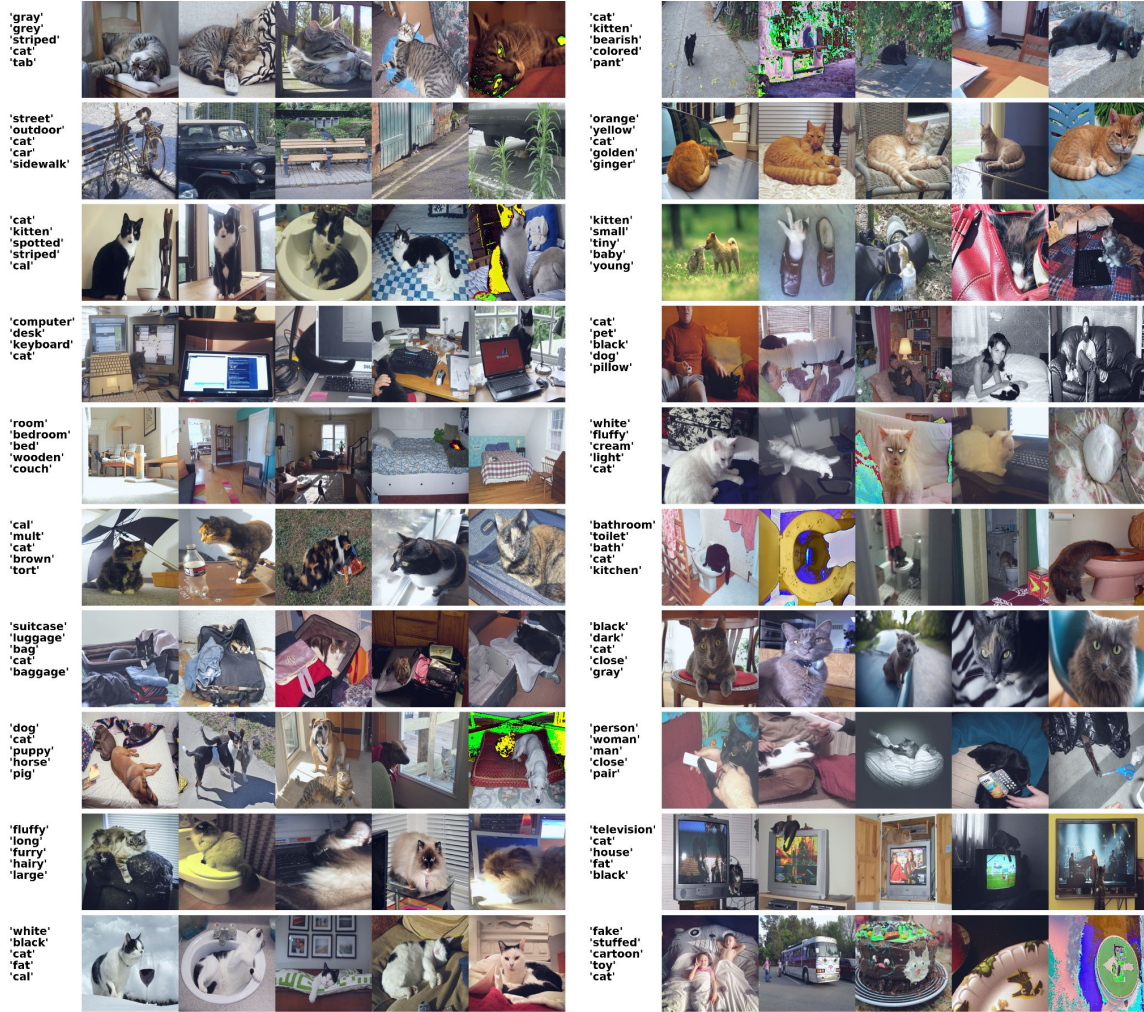 'gray'
'grey'
'striped'
'cat'
'tab'
'cat'
'kitten'
'bearish'
'colored'
'pant'
'street'
'outdoor'
'cat'
'car'
'sidewalk'
'orange'
'yellow'
'cat'
'golden'
'ginger'
'cat'
'kitten'
'spotted'
'striped'
'cal'
'kitten'
'small'
'tiny'
'baby'
'young'
'computer'
'desk'
'keyboard'
'cat'
'cat'
'pet'
'black'
'dog'
'pillow'
'room'
'bedroom'
'bed'
'wooden'
'couch'
'white'
'fluffy'
'cream'
'light'
'cat'
'cal'
'mult'
'cat'
'brown'
'tort'
'bathroom'
'toilet'
'bath'
'cat'
'kitchen'
'suitcase'
'luggage'
'bag'
'cat'
'baggage'
'black'
'dark'
'cat'
'close'
'gray'
'dog'
'cat'
'puppy'
'horse'
'pig'
'person'
'woman'
'man'
'close'
'pair'
'fluffy'
'long'
'furry'
'hairy'
'large'
'television'
'cat'
'house'
'fat'
'black'
'white'
'black'
'cat'
'fat'
'cal'
'fake'
'stuffed'
'cartoon'
'toy'
'cat'